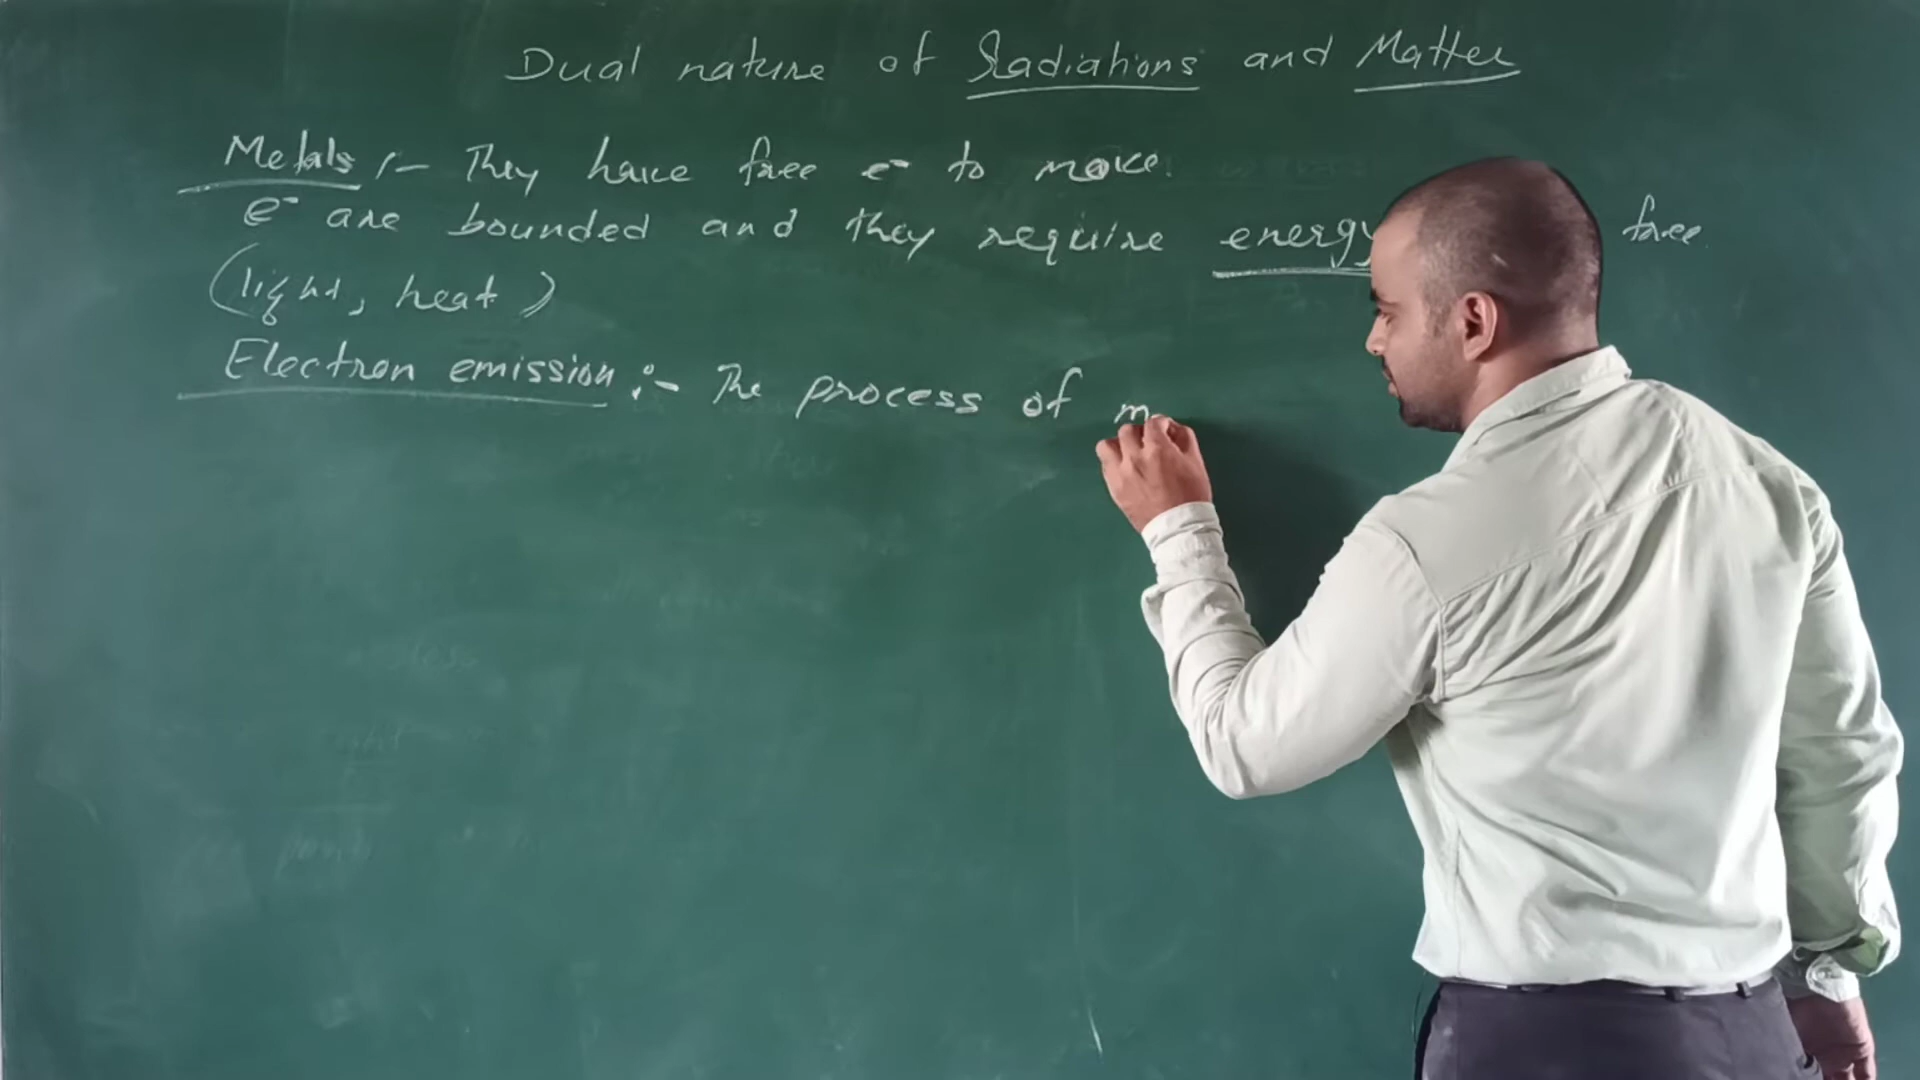 Dual nature of Radiations and Matter
Metals :- They have free e- to move.
e- are bounded and they require energy free.
(light, heat)
Electron emission :- The process of m